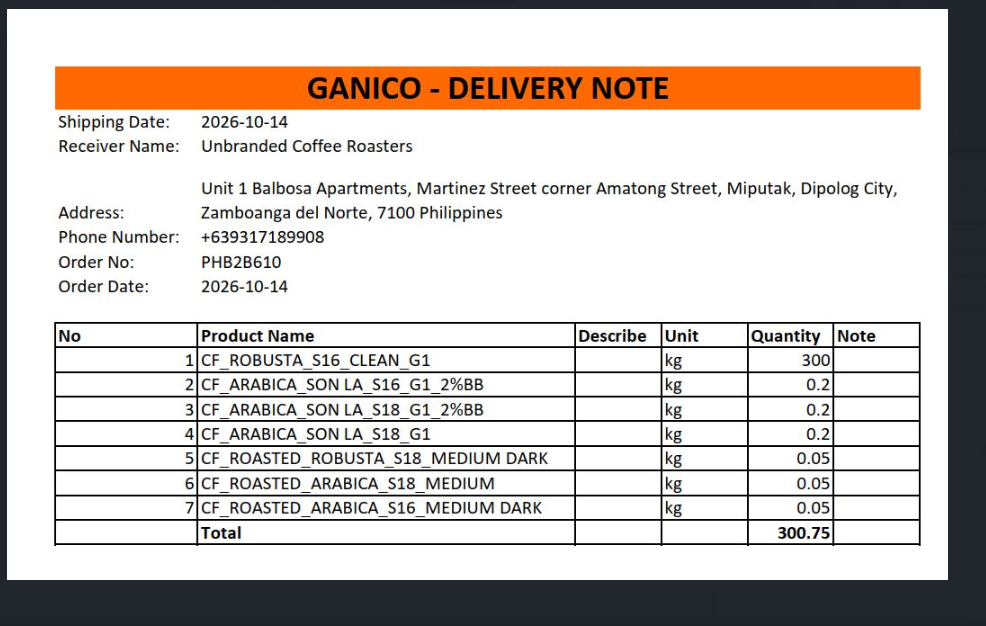 GANICO - DELIVERY NOTE
Shipping Date: 2026-10-14
Receiver Name: Unbranded Coffee Roasters
Unit 1 Balbosa Apartments, Martinez Street corner Amatong Street, Miputak, Dipolog City,
Address: Zamboanga del Norte, 7100 Philippines
Phone Number: +639317189908
Order No: PHB2B610
Order Date: 2026-10-14
No Product Name Describe Unit Quantity Note
1 CF_ROBUSTA_S16_CLEAN_G1 kg 300
2 CF_ARABICA_SON LA_S16_G1_2%BB kg 0.2
3 CF_ARABICA_SON LA_S18_G1_2%BB kg 0.2
4 CF_ARABICA_SON LA_S18_G1 kg 0.2
5 CF_ROASTED_ROBUSTA_S18_MEDIUM DARK kg 0.05
6 CF_ROASTED_ARABICA_S18_MEDIUM kg 0.05
7 CF_ROASTED_ARABICA_S16_MEDIUM DARK kg 0.05
Total 300.75